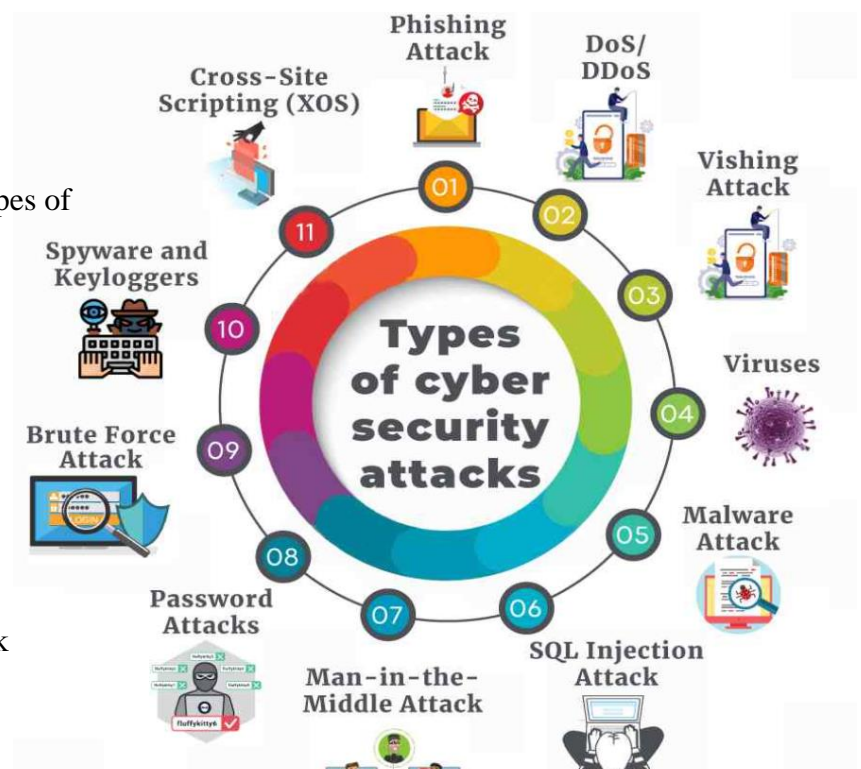 Phishing
Attack
01
DoS/
DDoS
02
Vishing
Attack
03
Viruses
04
Malware
Attack
05
SQL Injection
Attack
06
Man-in-the-
Middle Attack
07
Password
Attacks
fluffykitty6
08
Brute Force
Attack
LOGIN
09
Spyware and
Keyloggers
10
Cross-Site
Scripting (XOS)
11
Types
of cyber
security
attacks
pes of
k